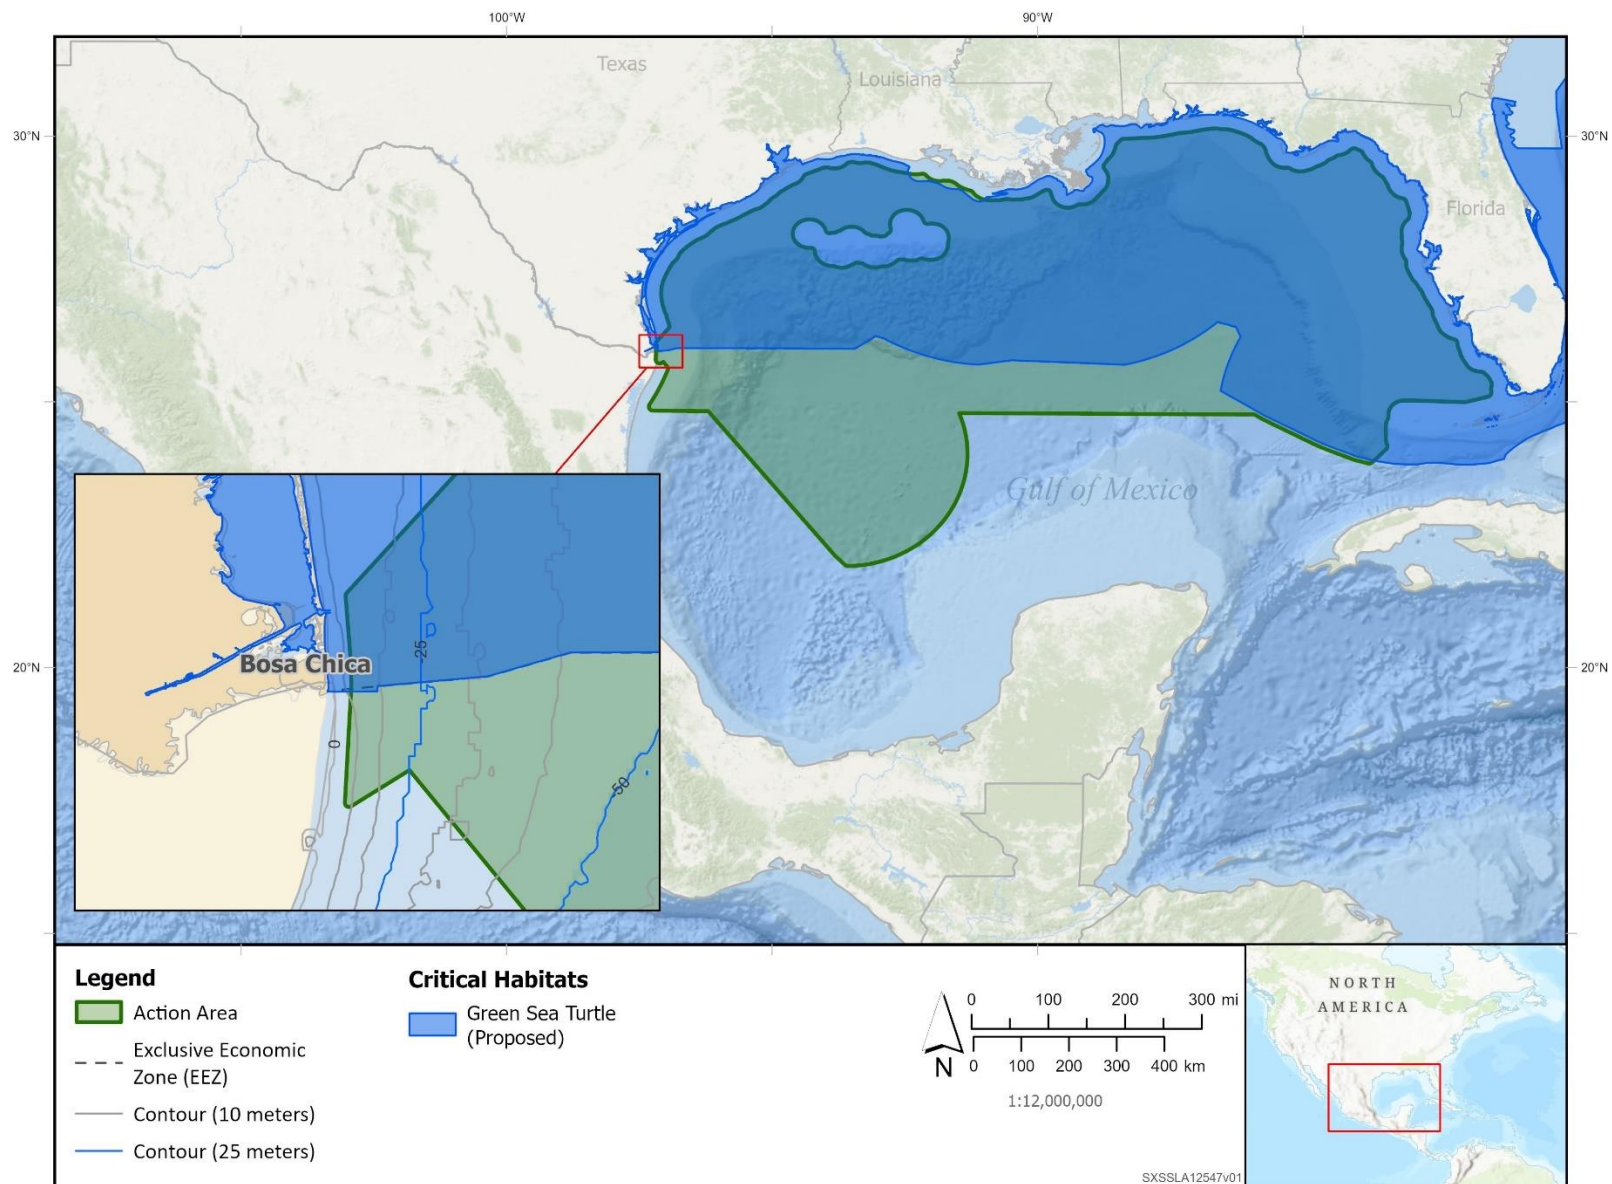 100°W
90°W
Texas
Louisiana
30°N
30°N
Florida
Gulf of Mexico
20°N
20°N
Bosa Chica
-25
0
-50
Legend
Action Area
Exclusive Economic
Zone (EEZ)
Contour (10 meters)
Contour (25 meters)
Critical Habitats
Green Sea Turtle
(Proposed)
N
0 100 200 300 mi
0 100 200 300 400 km
1:12,000,000
NORTH
AMERICA
SXSSLA12547v01